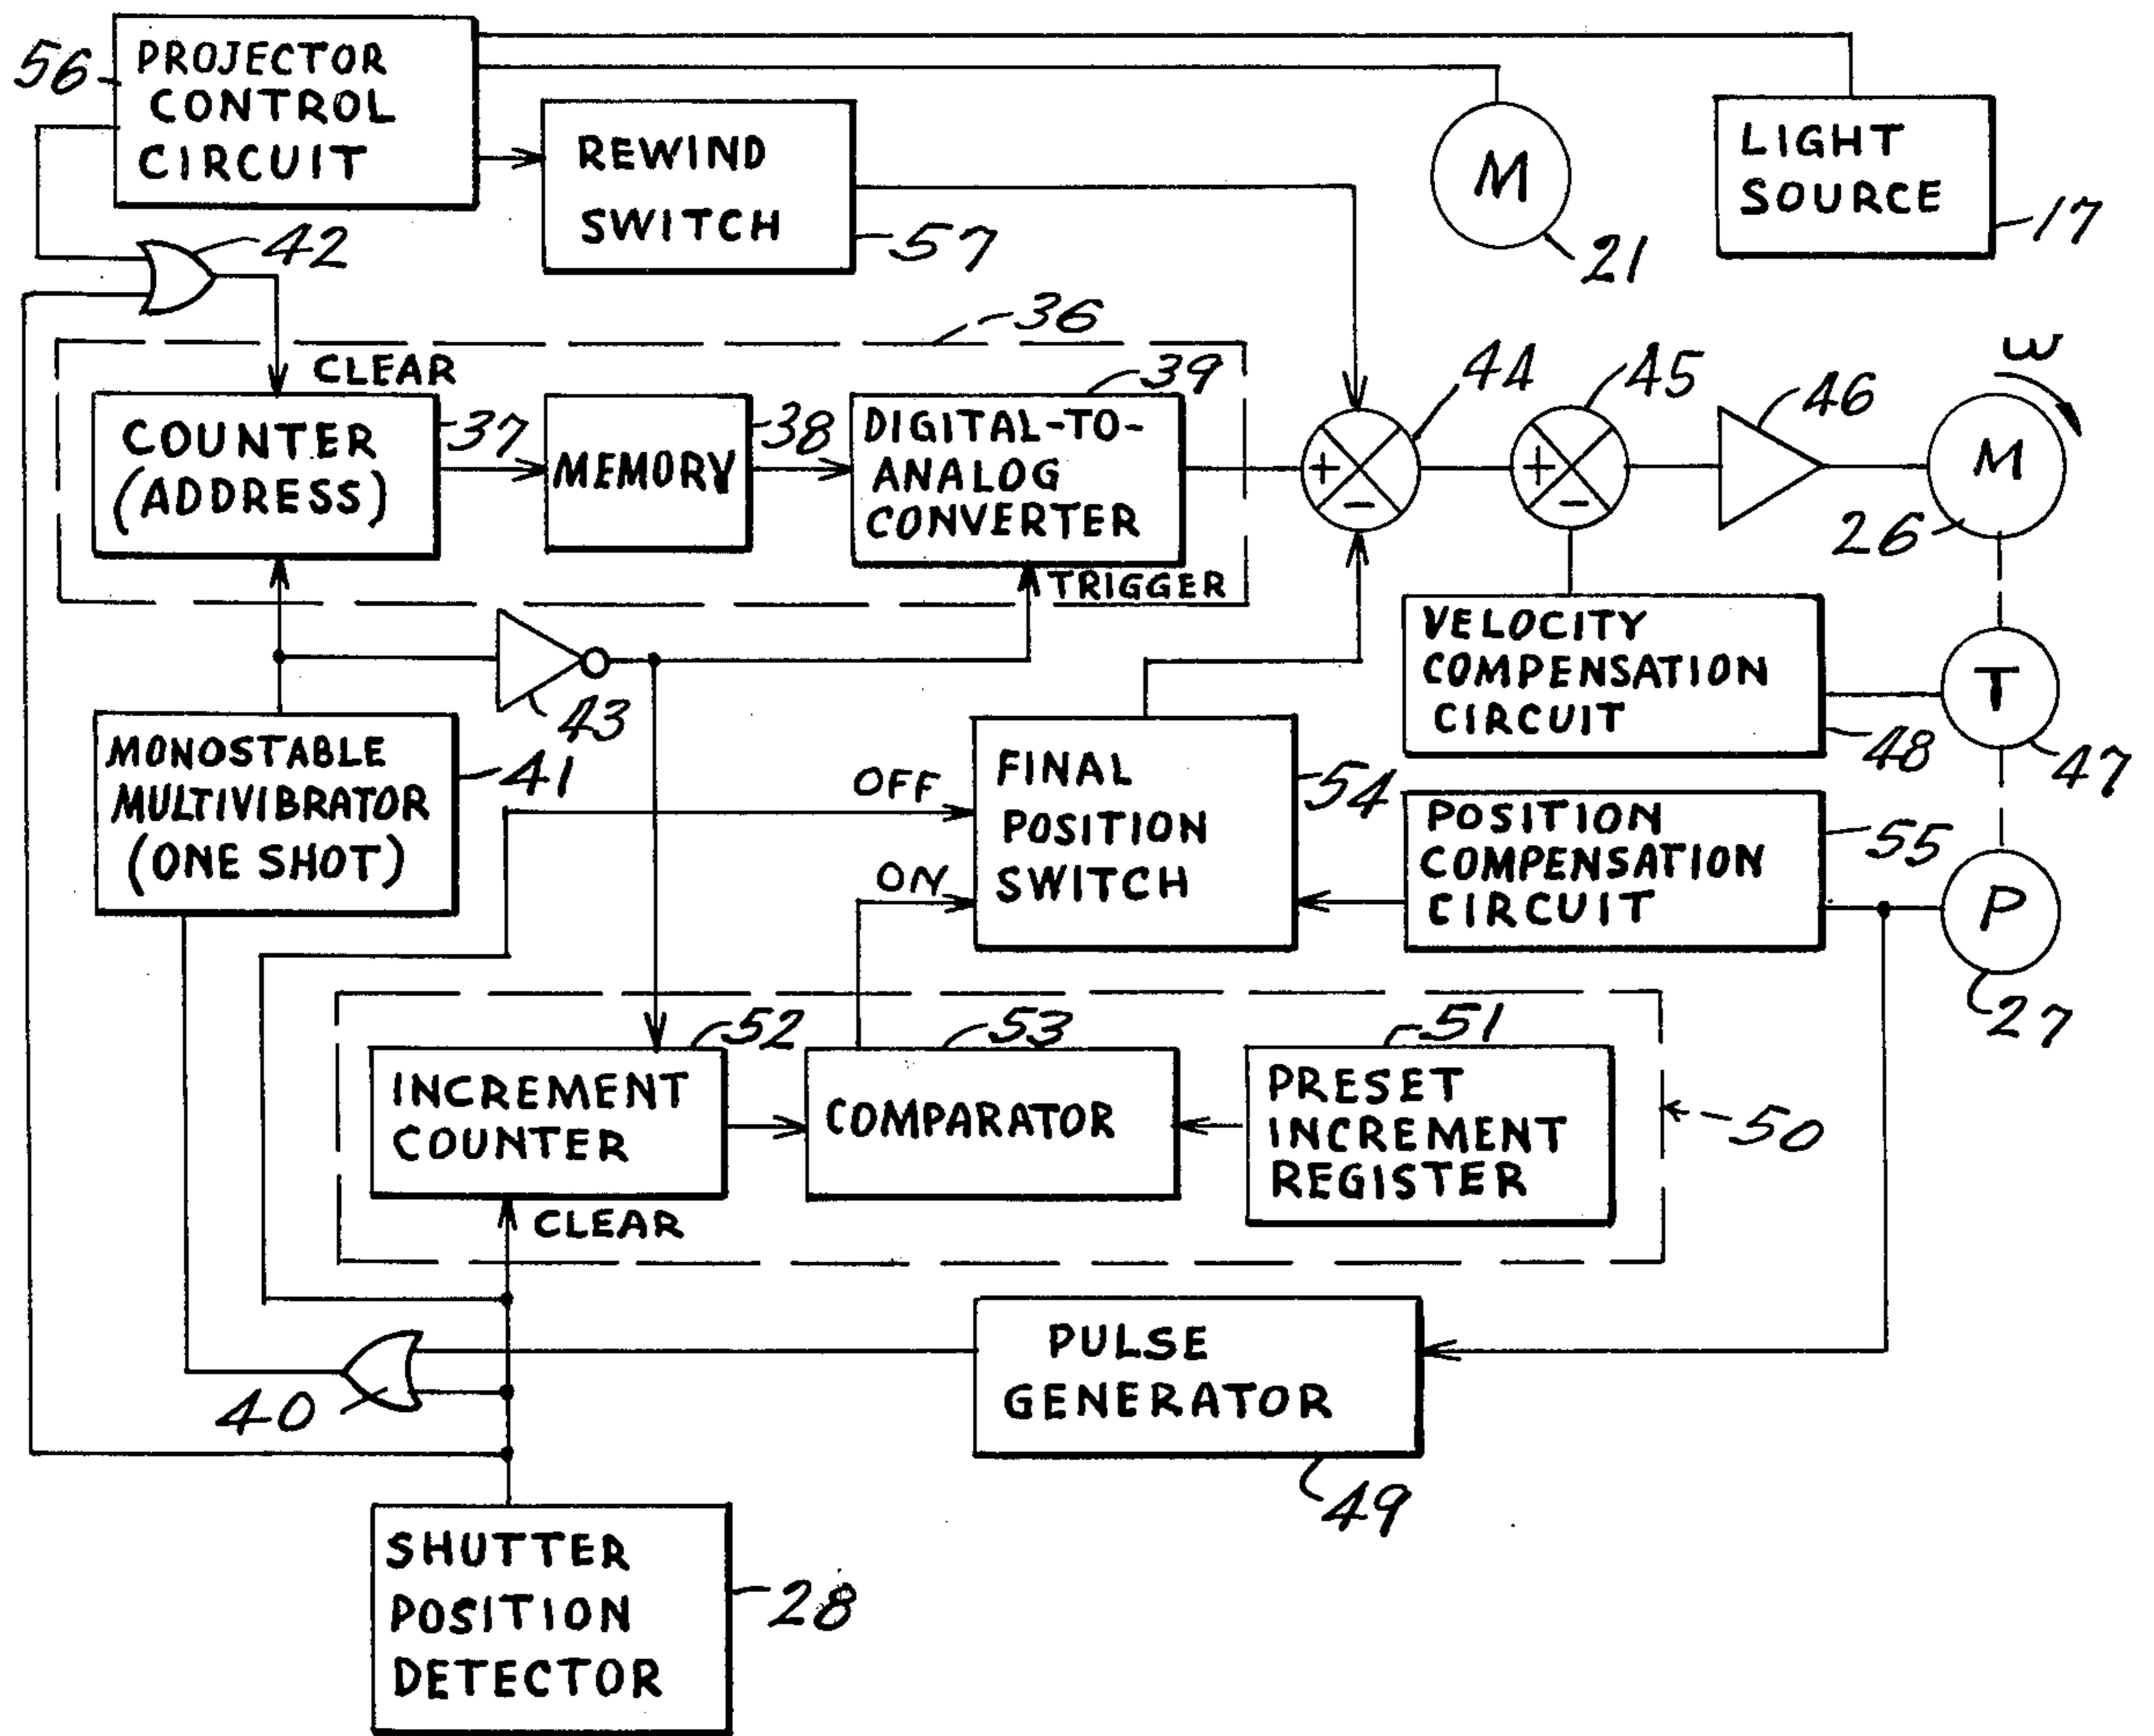 56
PROJECTOR
CONTROL
CIRCUIT
REWIND
SWITCH
57
M
21
LIGHT
SOURCE
17
42
36
CLEAR
COUNTER
(ADDRESS)
37
MEMORY
38
DIGITAL-TO-
ANALOG
CONVERTER
39
TRIGGER
+
−
44
+
−
45
46
ω
M
26
VELOCITY
COMPENSATION
CIRCUIT
48
T
47
43
MONOSTABLE
MULTIVIBRATOR
(ONE SHOT)
41
OFF
ON
FINAL
POSITION
SWITCH
54
POSITION
COMPENSATION
CIRCUIT
55
P
27
INCREMENT
COUNTER
52
CLEAR
COMPARATOR
53
PRESET
INCREMENT
REGISTER
51
50
40
PULSE
GENERATOR
49
SHUTTER
POSITION
DETECTOR
28